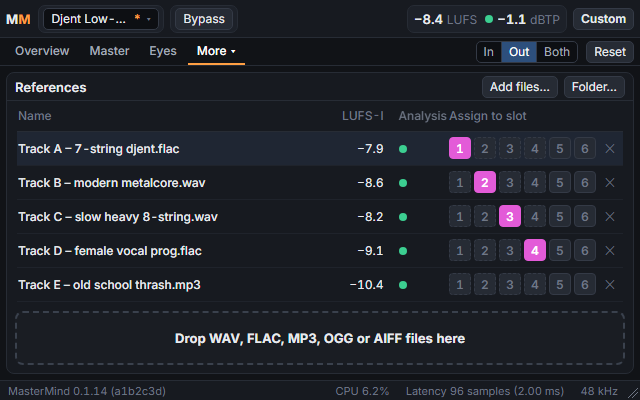 MM Djent Low-... * Bypass −8.4 LUFS −1.1 dBTP Custom
Overview Master Eyes More In Out Both Reset
References Add files... Folder...
Name LUFS-I Analysis Assign to slot
Track A – 7-string djent.flac −7.9 1 2 3 4 5 6
Track B – modern metalcore.wav −8.6 1 2 3 4 5 6
Track C – slow heavy 8-string.wav −8.2 1 2 3 4 5 6
Track D – female vocal prog.flac −9.1 1 2 3 4 5 6
Track E – old school thrash.mp3 −10.4 1 2 3 4 5 6
Drop WAV, FLAC, MP3, OGG or AIFF files here
MasterMind 0.1.14 (a1b2c3d) CPU 6.2% Latency 96 samples (2.00 ms) 48 kHz